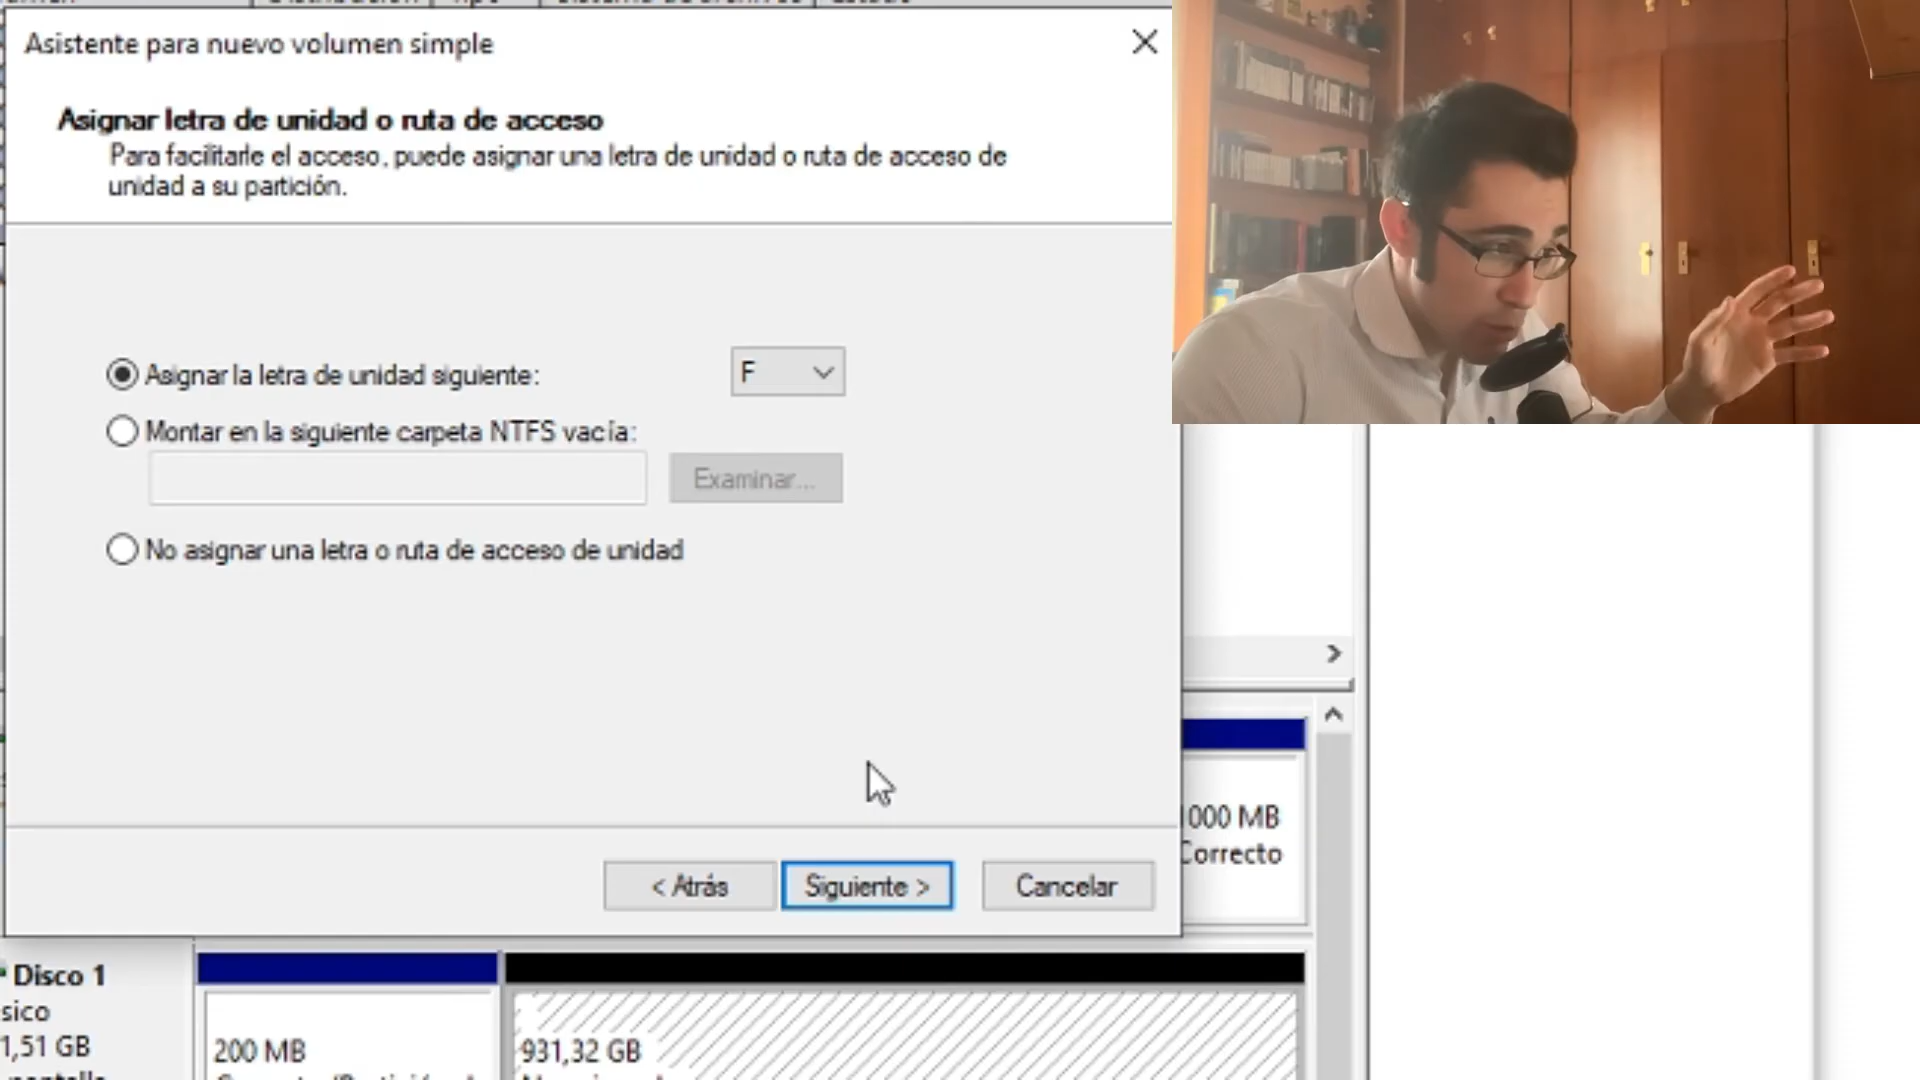 Asistente para nuevo volumen simple
Asignar letra de unidad o ruta de acceso
Para facilitarle el acceso, puede asignar una letra de unidad o ruta de acceso de
unidad a su partición.
Asignar la letra de unidad siguiente:
F
Montar en la siguiente carpeta NTFS vacía:
Examinar...
No asignar una letra o ruta de acceso de unidad
1000 MB
Correcto
< Atrás
Siguiente >
Cancelar
Disco 1
sico
1,51 GB
200 MB
931,32 GB